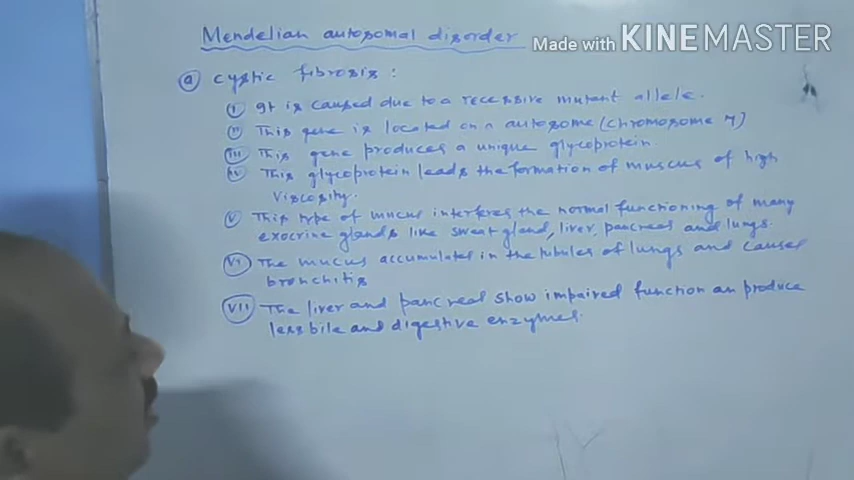 Mendelian autosomal disorder
Made with KINEMASTER
(a) Cystic fibrosis :
(i) It is caused due to a recessive mutant allele.
(ii) This gene is located on a autosome (chromosome 7)
(iii) This gene produces a unique glycoprotein.
(iv) This glycoprotein leads the formation of muscus of high
viscosity.
(v) This type of mucus interferes the normal functioning of many
exocrine glands like sweat gland, liver, pancreas and lungs.
(vi) The mucus accumulates in the tubules of lungs and causes
bronchitis
(vii) The liver and pancreas show impaired function an produce
less bile and digestive enzymes.